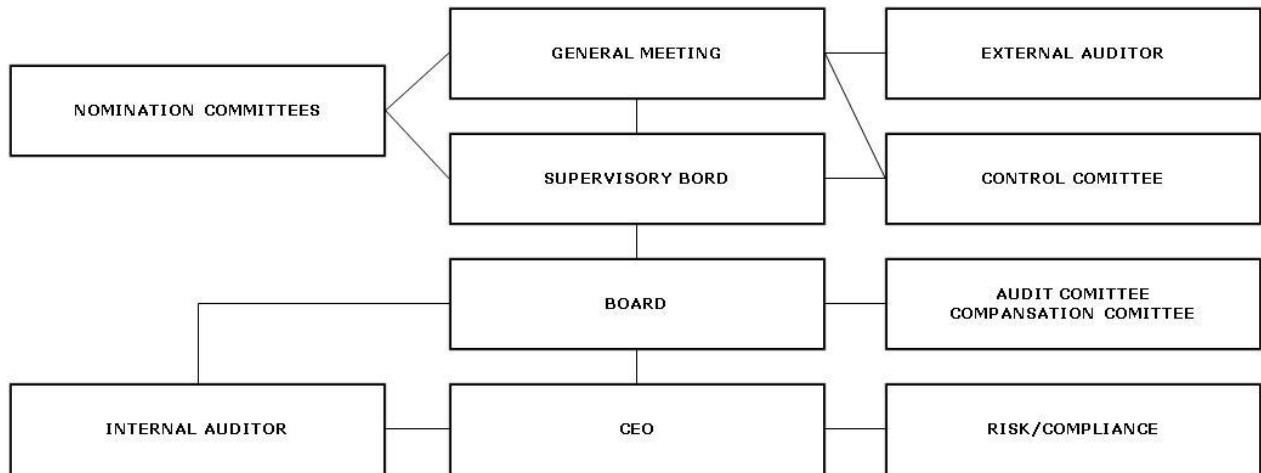 GENERAL MEETING
EXTERNAL AUDITOR
NOMINATION COMMITTEES
SUPERVISORY BORD
CONTROL COMITTEE
BOARD
AUDIT COMITTEE
COMPANSATION COMITTEE
INTERNAL AUDITOR
CEO
RISK/COMPLIANCE